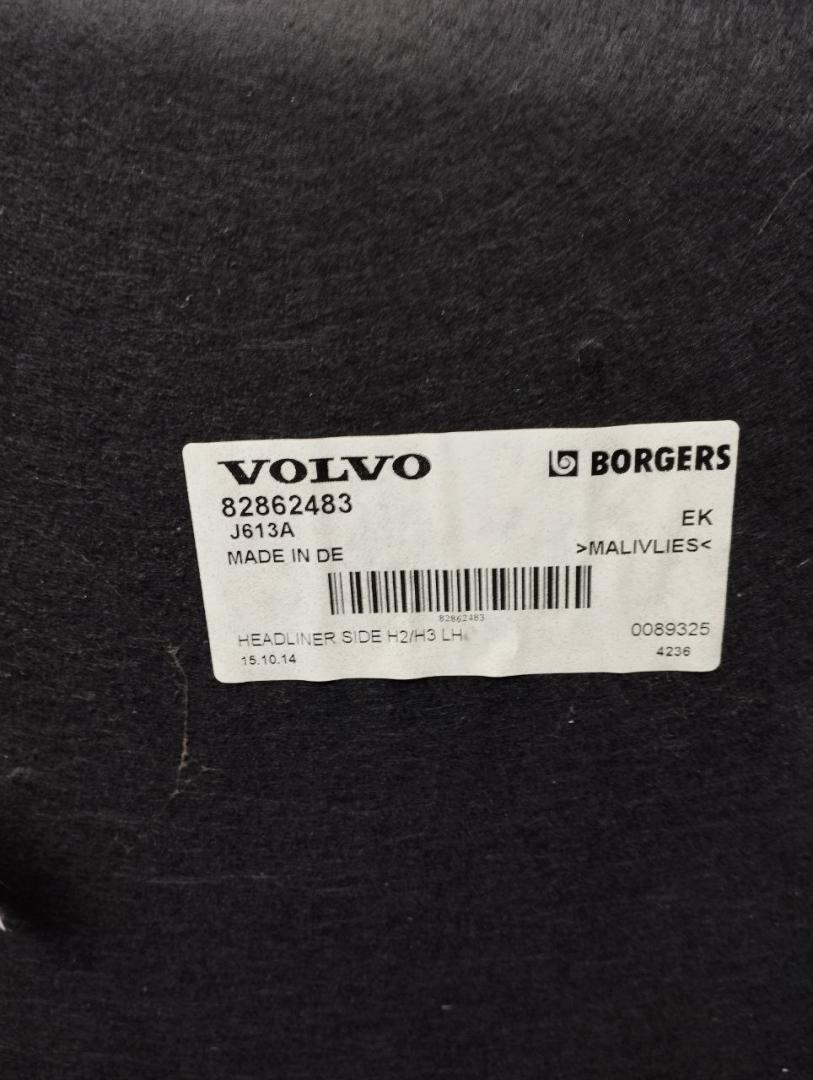 VOLVO BORGERS
82862483
J613A EK
MADE IN DE >MALIVLIES<
82862483
HEADLINER SIDE H2/H3 LH 0089325
15.10.14 4236